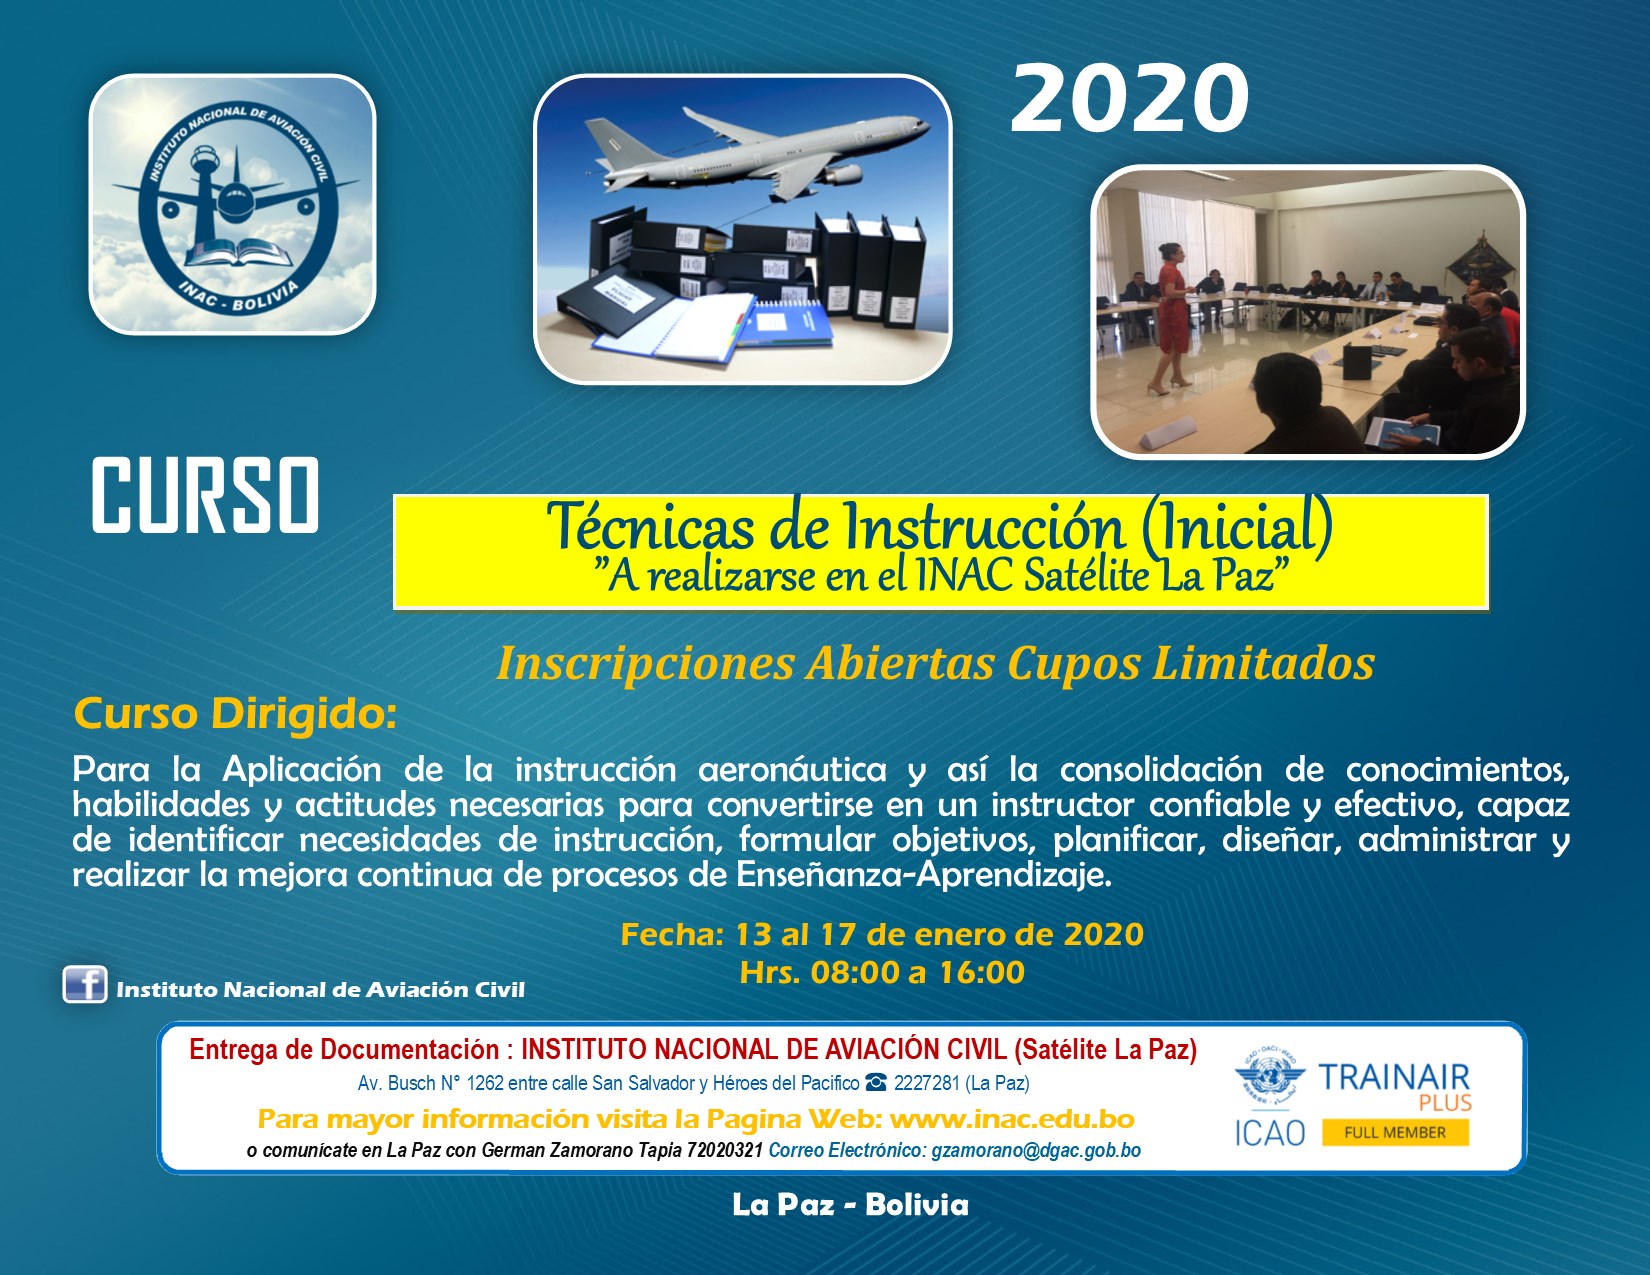 2020
INSTITUTO NACIONAL DE AVIACIÓN CIVIL
INAC - BOLIVIA
FLIGHT
MANUAL
CURSO
Técnicas de Instrucción (Inicial)
”A realizarse en el INAC Satélite La Paz”
Inscripciones Abiertas Cupos Limitados
Curso Dirigido:
Para la Aplicación de la instrucción aeronáutica y así la consolidación de conocimientos,
habilidades y actitudes necesarias para convertirse en un instructor confiable y efectivo, capaz
de identificar necesidades de instrucción, formular objetivos, planificar, diseñar, administrar y
realizar la mejora continua de procesos de Enseñanza-Aprendizaje.
Fecha: 13 al 17 de enero de 2020
Hrs. 08:00 a 16:00
f Instituto Nacional de Aviación Civil
Entrega de Documentación : INSTITUTO NACIONAL DE AVIACIÓN CIVIL (Satélite La Paz)
Av. Busch N° 1262 entre calle San Salvador y Héroes del Pacifico ☎ 2227281 (La Paz)
Para mayor información visita la Pagina Web: www.inac.edu.bo
o comunícate en La Paz con German Zamorano Tapia 72020321 Correo Electrónico: gzamorano@dgac.gob.bo
ICAO
TRAINAIR
PLUS
FULL MEMBER
La Paz - Bolivia